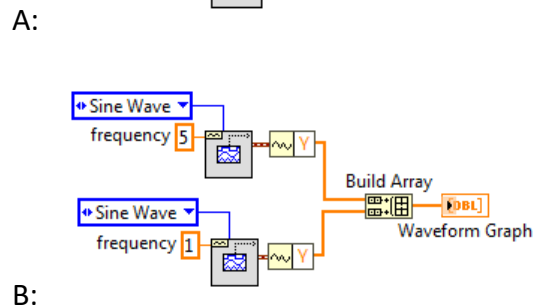 A:
Sine Wave
frequency 5
Y
Build Array
DBL]
Waveform Graph
Sine Wave
frequency 1
Y
B: